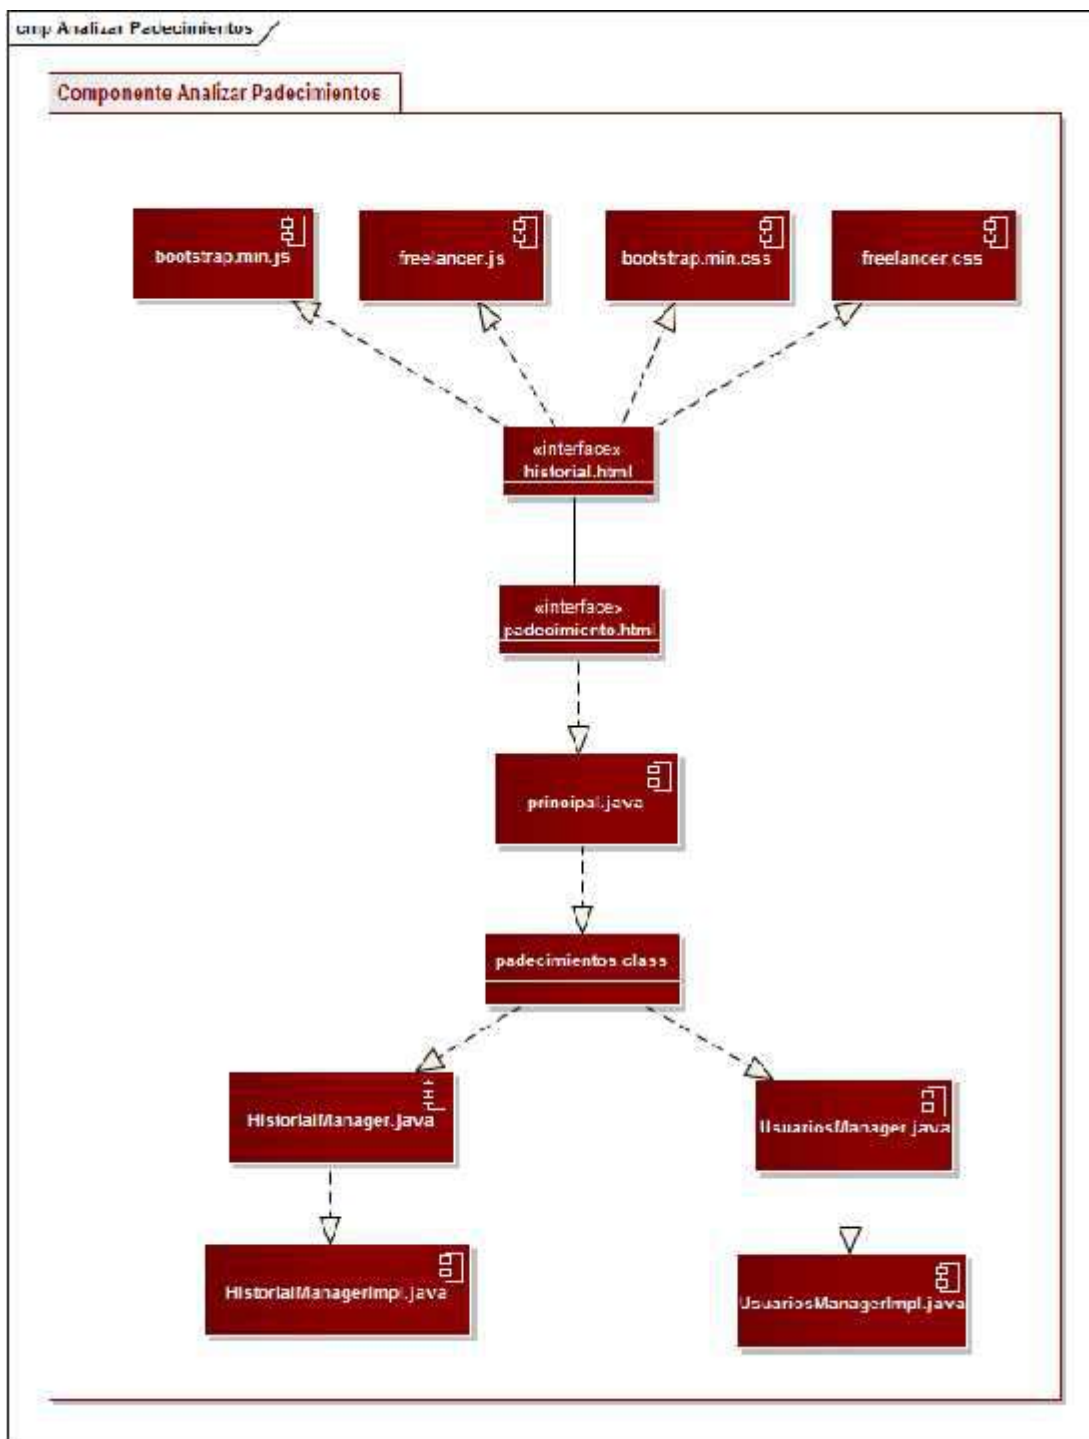 cmp Analizar Padecimientos
Componente Analizar Padecimientos
bootstrap.min.js
freelancer.js
bootstrap.min.css
freelancer.css
«interface»
historial.html
«interface»
padecimiento.html
principal.java
padecimientos.class
HistorialManager.java
UsuariosManager.java
HistorialManagerImpl.java
UsuariosManagerImpl.java